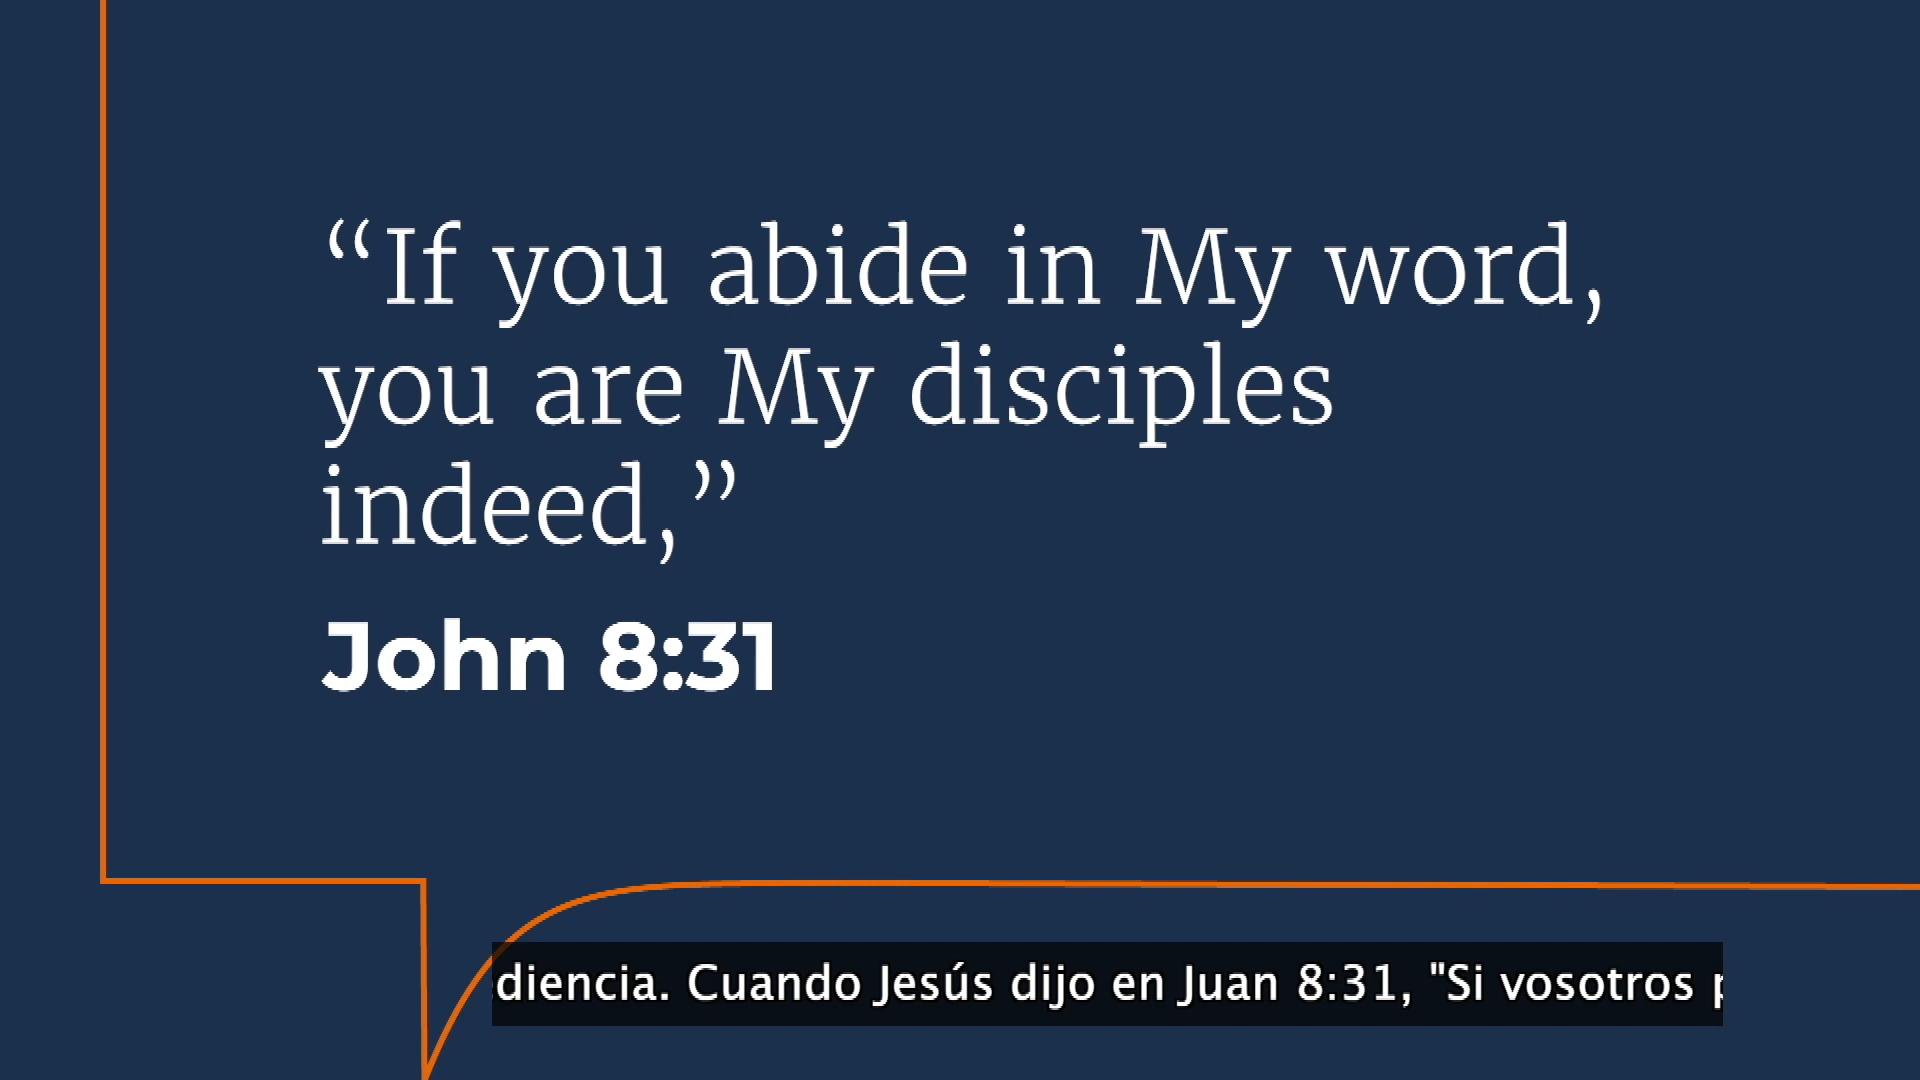 “If you abide in My word,
you are My disciples
indeed,”
John 8:31
diencia. Cuando Jesús dijo en Juan 8:31, "Si vosotros